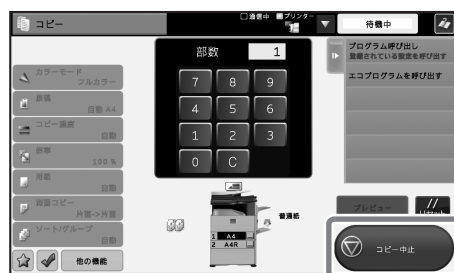 コピー
通信中
プリンター
待機中
部数
1
カラーモード
フルカラー
原稿
自動 A4
コピー濃度
自動
倍率
100 %
用紙
自動
両面コピー
片面->片面
ソート/グループ
自動
他の機能
7
8
9
4
5
6
1
2
3
0
C
普通紙
1 A4
2 A4R
プログラム呼び出し
登録されている設定を呼び出す
エコプログラムを呼び出す
プレビュー
リセット
コピー中止